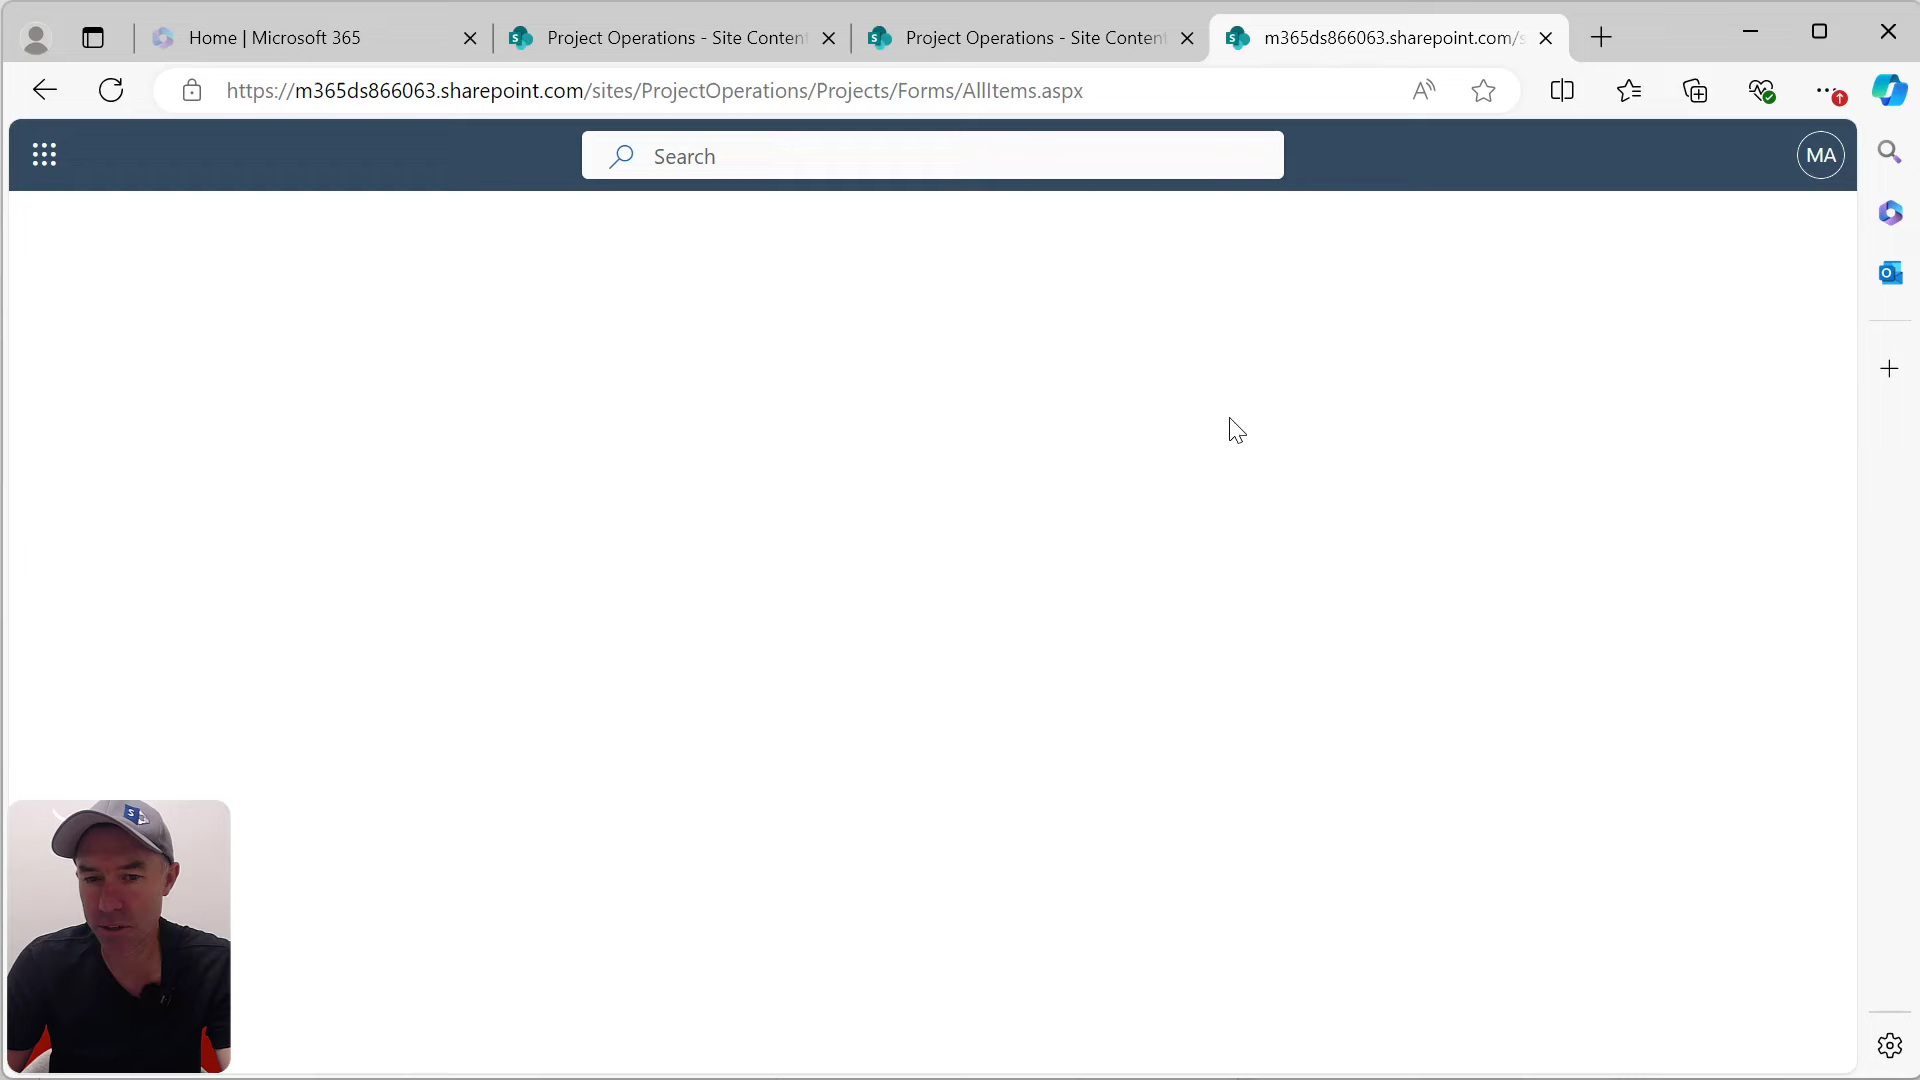 Home | Microsoft 365
Project Operations - Site Conten
Project Operations - Site Conten
m365ds866063.sharepoint.com/s
https://m365ds866063.sharepoint.com/sites/ProjectOperations/Projects/Forms/AllItems.aspx
Search
MA